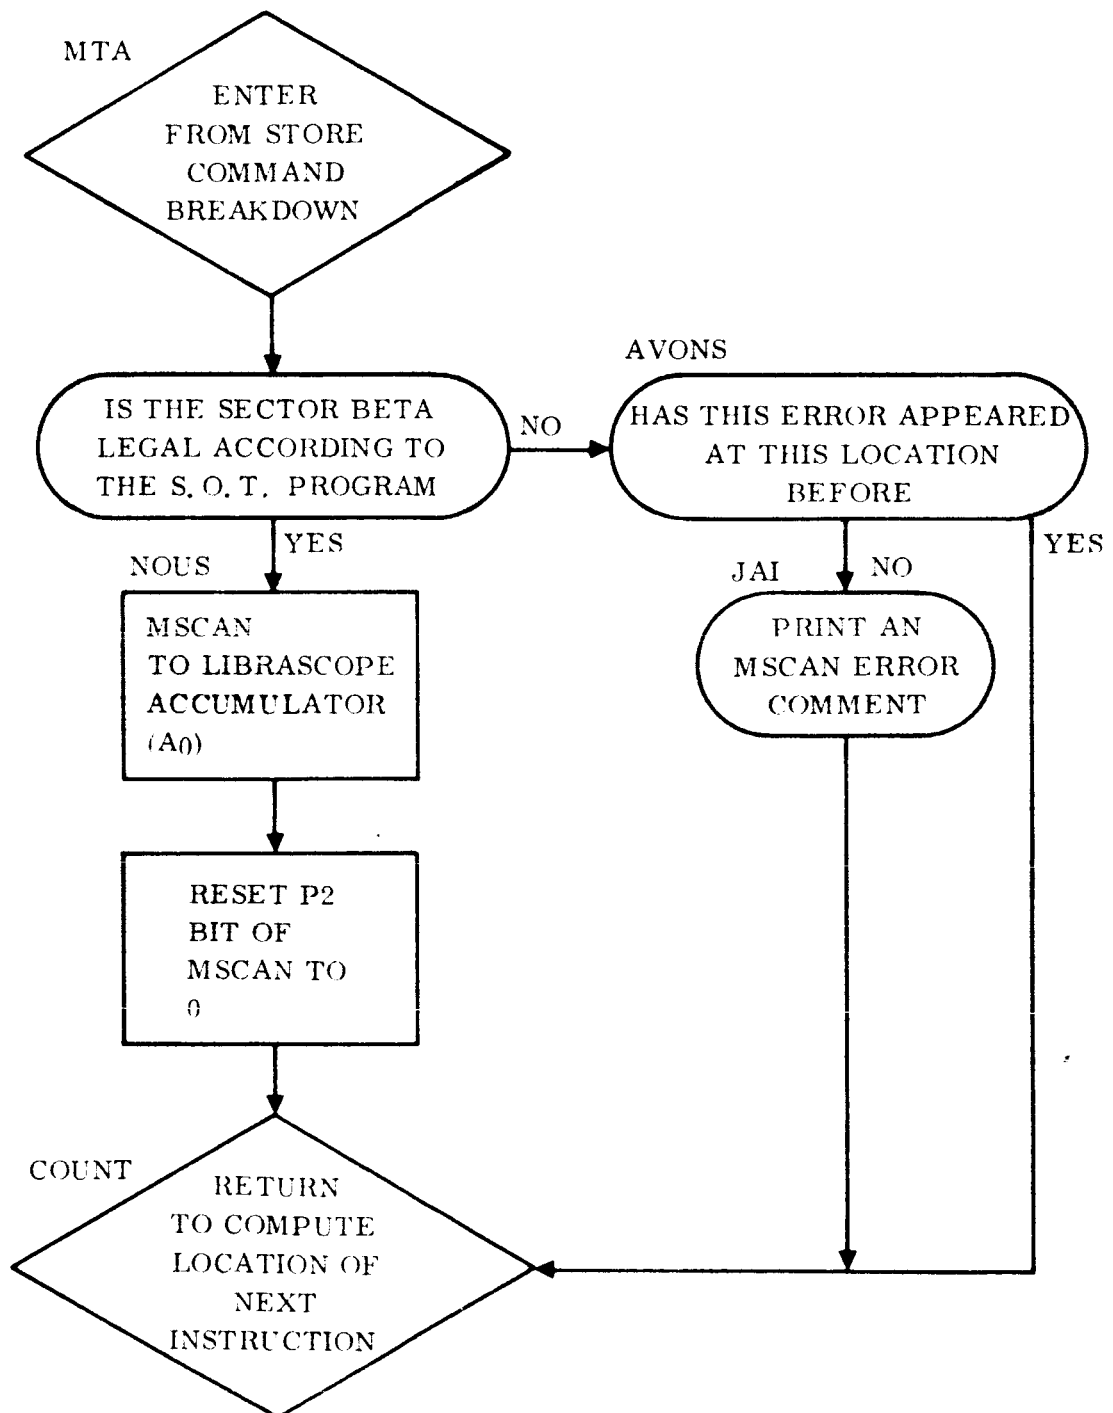 MTA
ENTER
FROM STORE
COMMAND
BREAKDOWN
IS THE SECTOR BETA
LEGAL ACCORDING TO
THE S. O. T. PROGRAM
NO
AVONS
HAS THIS ERROR APPEARED
AT THIS LOCATION
BEFORE
YES
NOUS
MSCAN
TO LIBRASCOPE
ACCUMULATOR
(A0)
JAI
NO
YES
PRINT AN
MSCAN ERROR
COMMENT
RESET P2
BIT OF
MSCAN TO
0
COUNT
RETURN
TO COMPUTE
LOCATION OF
NEXT
INSTRUCTION